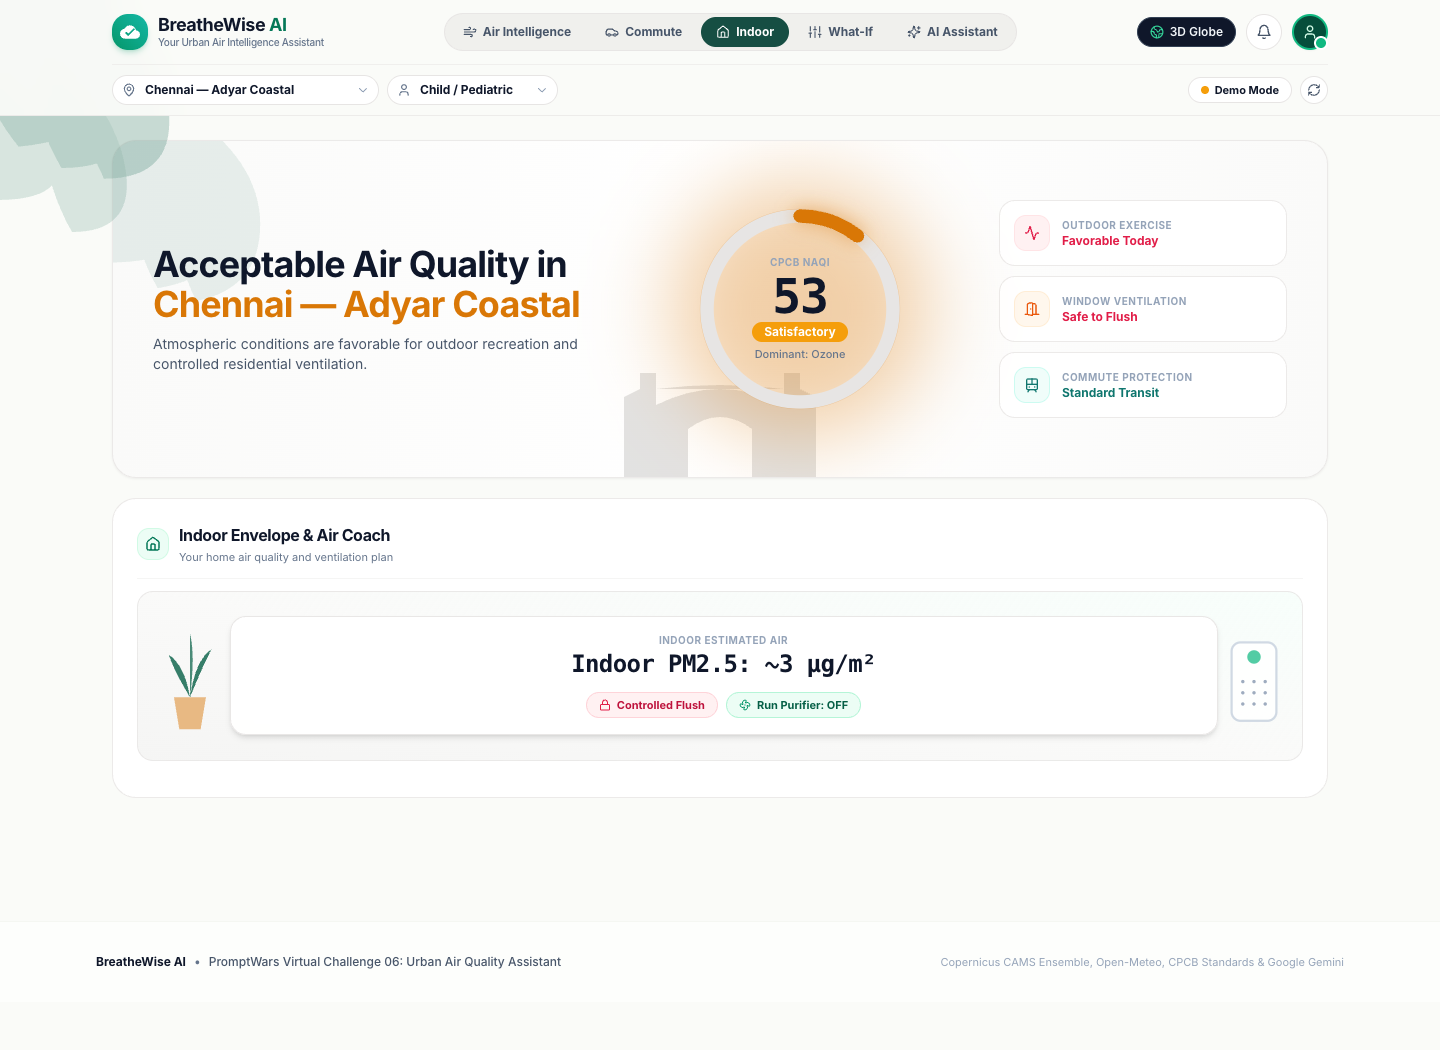 BreatheWise AI
Your Urban Air Intelligence Assistant
Air Intelligence
Commute
Indoor
What-If
AI Assistant
3D Globe
Chennai — Adyar Coastal
Child / Pediatric
Demo Mode
Acceptable Air Quality in
Chennai — Adyar Coastal
Atmospheric conditions are favorable for outdoor recreation and
controlled residential ventilation.
CPCB NAQI
53
Satisfactory
Dominant: Ozone
OUTDOOR EXERCISE
Favorable Today
WINDOW VENTILATION
Safe to Flush
COMMUTE PROTECTION
Standard Transit
Indoor Envelope & Air Coach
Your home air quality and ventilation plan
INDOOR ESTIMATED AIR
Indoor PM2.5: ~3 µg/m²
Controlled Flush
Run Purifier: OFF
BreatheWise AI • PromptWars Virtual Challenge 06: Urban Air Quality Assistant
Copernicus CAMS Ensemble, Open-Meteo, CPCB Standards & Google Gemini